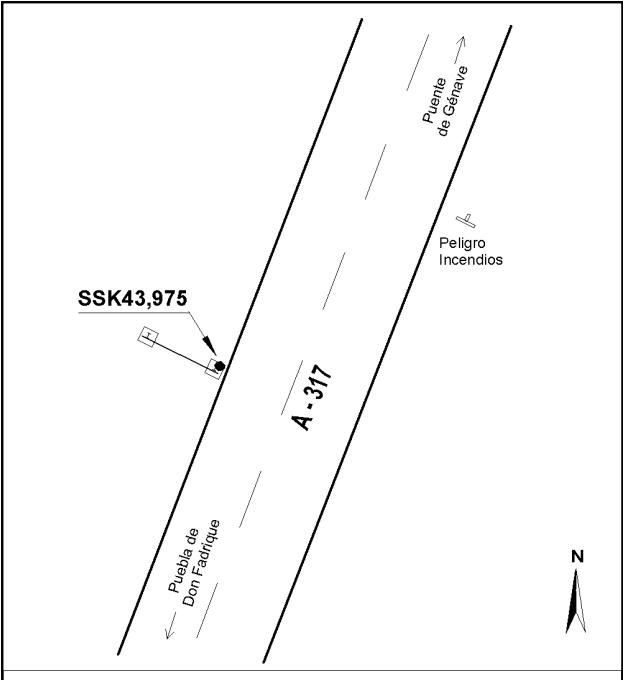 Puente
de Génave
Peligro
Incendios
SSK43,975
A - 317
Puebla de
Don Fadrique
N